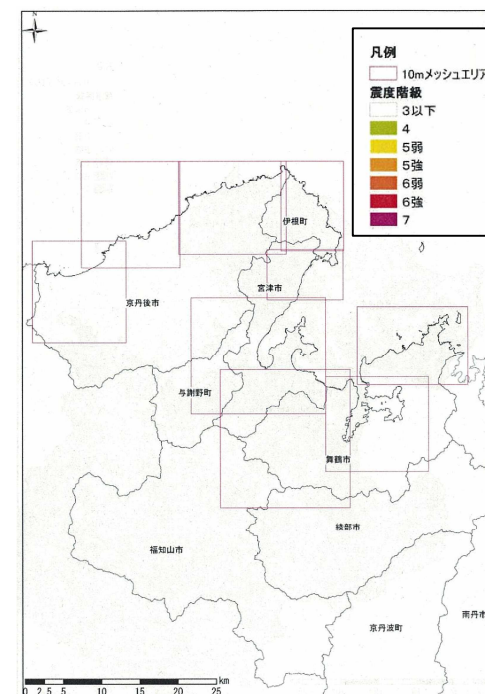 N
凡例
10mメッシュエリア
震度階級
3以下
4
5弱
5強
6弱
6強
7
伊根町
宮津市
京丹後市
与謝野町
舞鶴市
綾部市
福知山市
京丹波町
南丹市
km
0 2.5 5 10 15 20 25